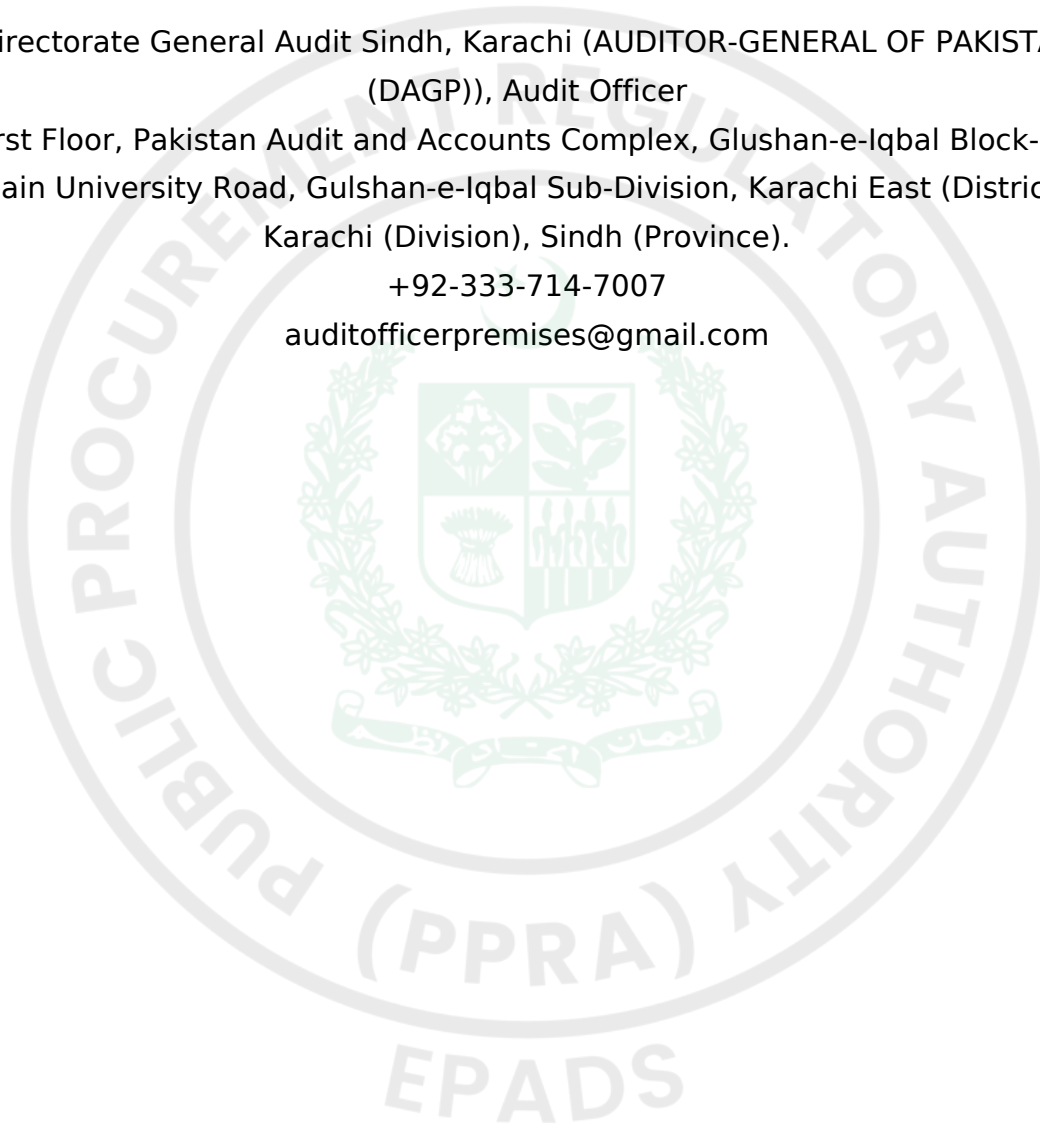 irectorate General Audit Sindh, Karachi (AUDITOR-GENERAL OF PAKISTA
(DAGP)), Audit Officer
rst Floor, Pakistan Audit and Accounts Complex, Glushan-e-Iqbal Block-
ain University Road, Gulshan-e-Iqbal Sub-Division, Karachi East (Distric
Karachi (Division), Sindh (Province).
+92-333-714-7007
auditofficerpremises@gmail.com
PUBLIC PROCUREMENT REGULATORY AUTHORITY
(PPRA)
EPADS